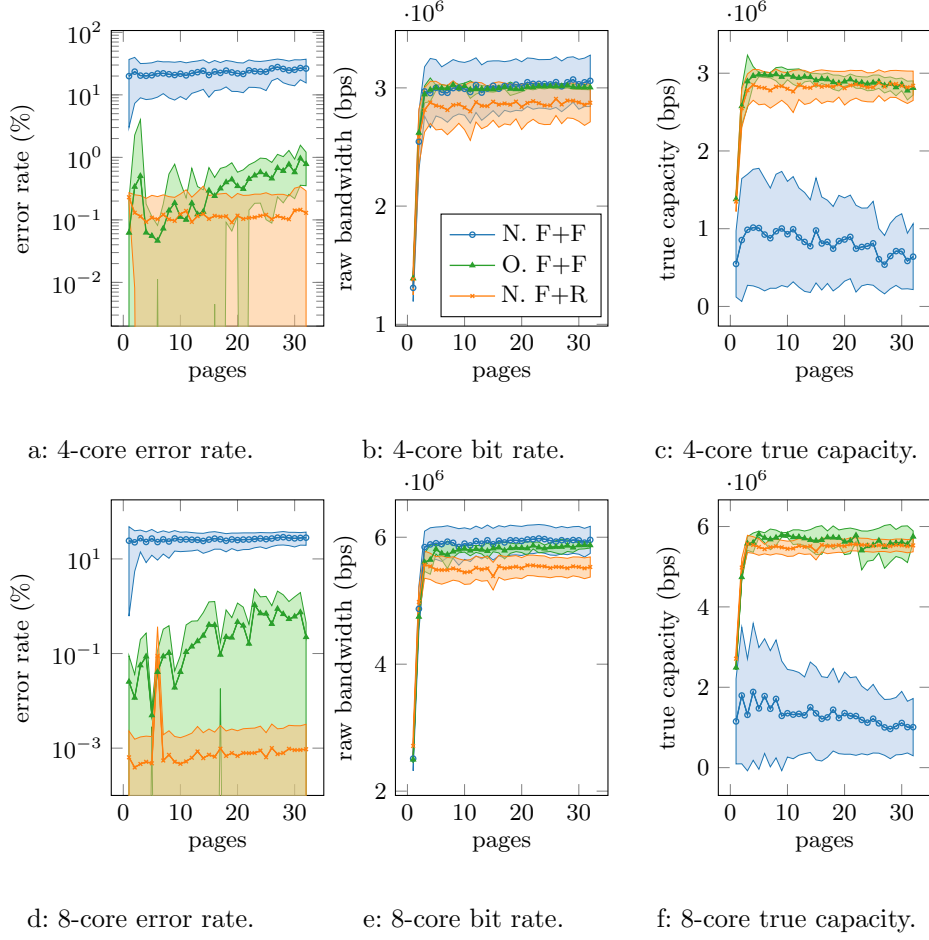 ·10^6
·10^6
10^2
10^1
10^0
10^−1
10^−2
error rate (%)
0 10 20 30
pages
3
2
1
raw bandwidth (bps)
N. F+F
O. F+F
N. F+R
0 10 20 30
pages
4
3
2
1
0
true capacity (bps)
0 10 20 30
pages
a: 4-core error rate.
b: 4-core bit rate.
c: 4-core true capacity.
·10^6
·10^6
10^1
10^−1
10^−3
error rate (%)
0 10 20 30
pages
6
4
2
raw bandwidth (bps)
0 10 20 30
pages
6
4
2
0
true capacity (bps)
0 10 20 30
pages
d: 8-core error rate.
e: 8-core bit rate.
f: 8-core true capacity.